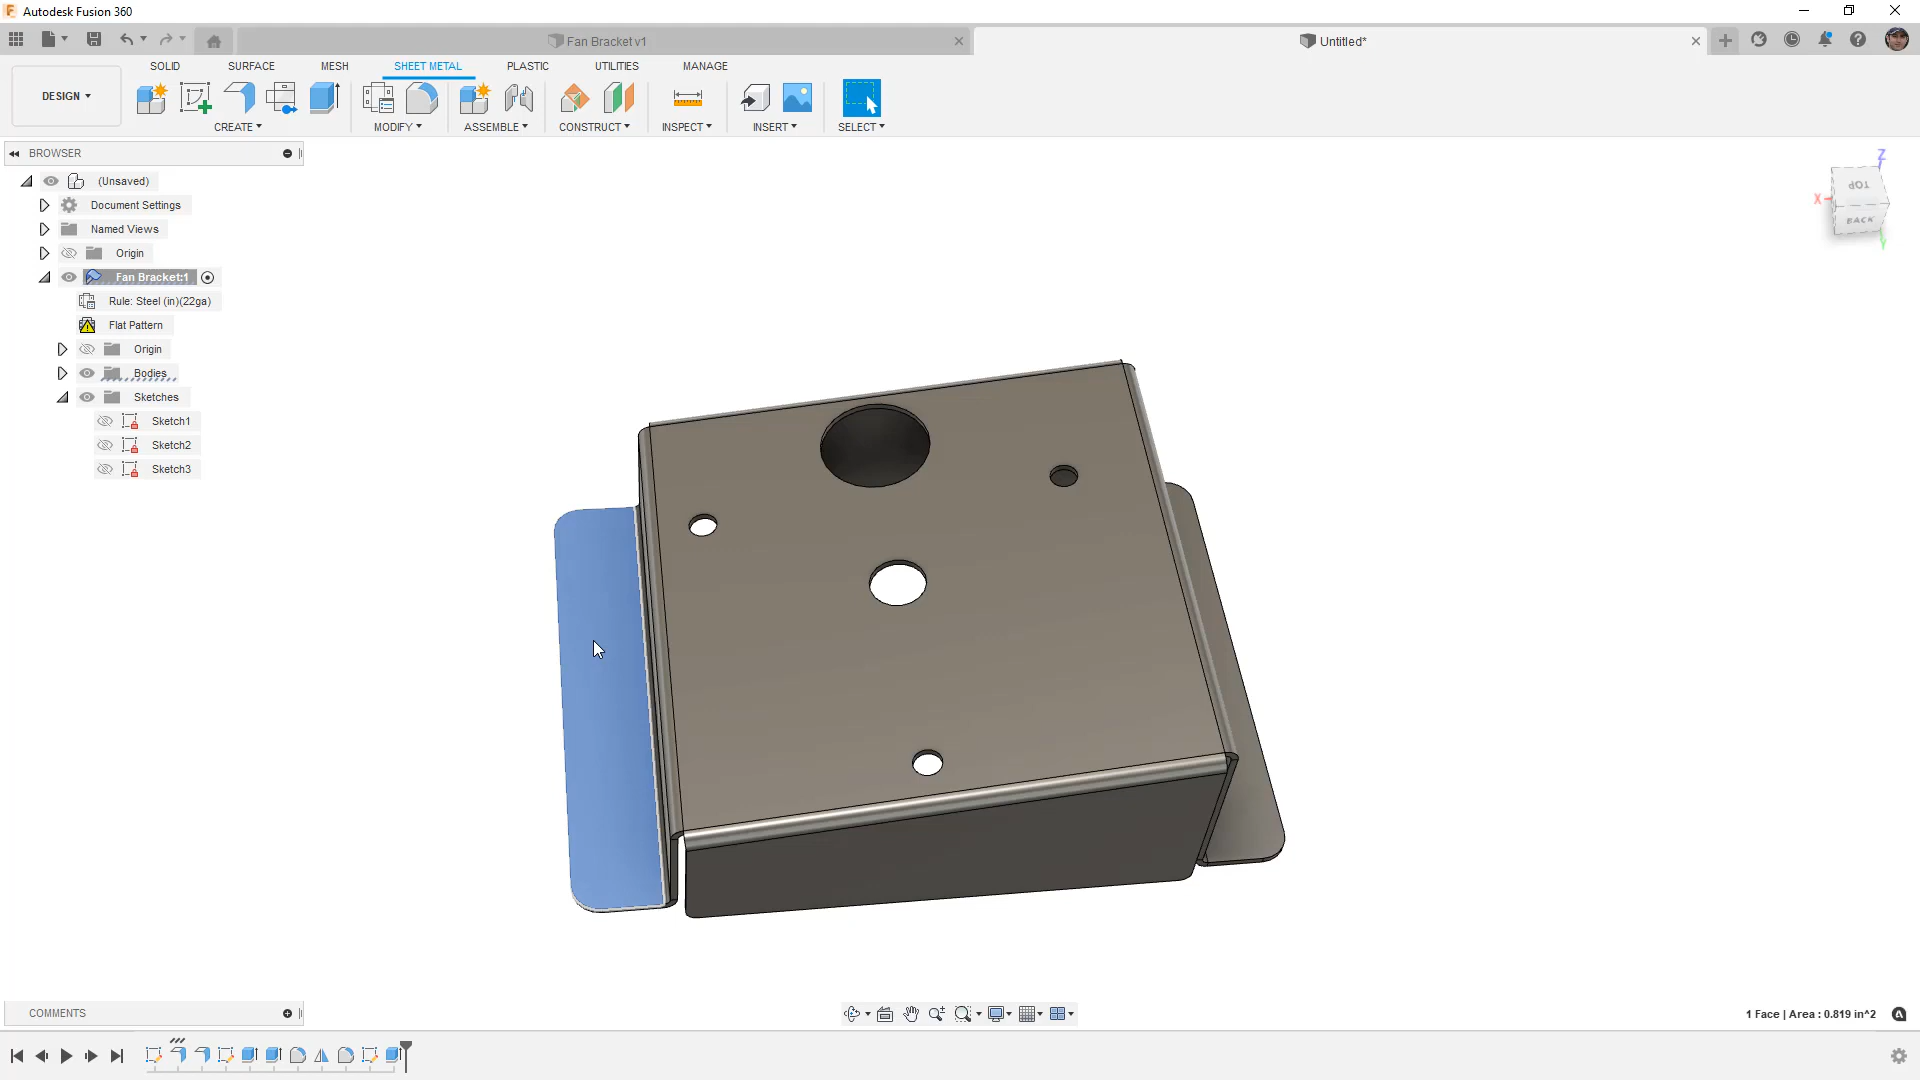 Autodesk Fusion 360
Fan Bracket v1
Untitled*
DESIGN
SOLID
SURFACE
MESH
SHEET METAL
PLASTIC
UTILITIES
MANAGE
CREATE
MODIFY
ASSEMBLE
CONSTRUCT
INSPECT
INSERT
SELECT
BROWSER
(Unsaved)
Document Settings
Named Views
Origin
Fan Bracket:1
Rule: Steel (in)(22ga)
Flat Pattern
Origin
Bodies
Sketches
Sketch1
Sketch2
Sketch3
Z
TOP
X
BACK
Y
COMMENTS
1 Face | Area : 0.819 in^2